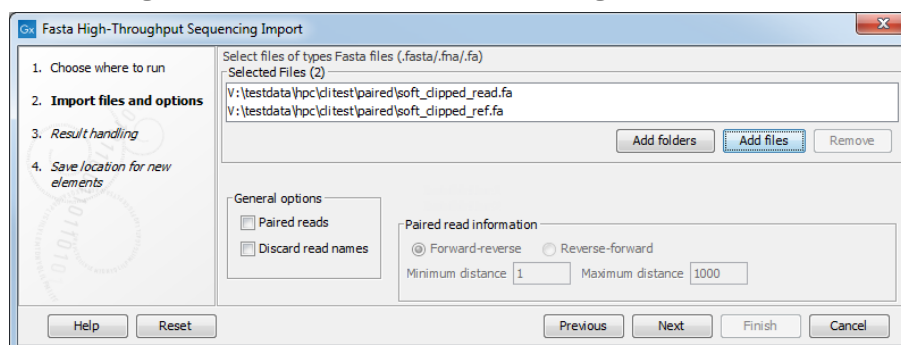 Gx Fasta High-Throughput Sequencing Import
X
1. Choose where to run
2. Import files and options
3. Result handling
4. Save location for new
elements
Select files of types Fasta files (.fasta/.fna/.fa)
Selected Files (2)
V:\testdata\hpc\clitest\paired\soft_clipped_read.fa
V:\testdata\hpc\clitest\paired\soft_clipped_ref.fa
Add folders Add files Remove
General options
Paired reads
Discard read names
Paired read information
Forward-reverse Reverse-forward
Minimum distance 1 Maximum distance 1000
Help Reset Previous Next Finish Cancel